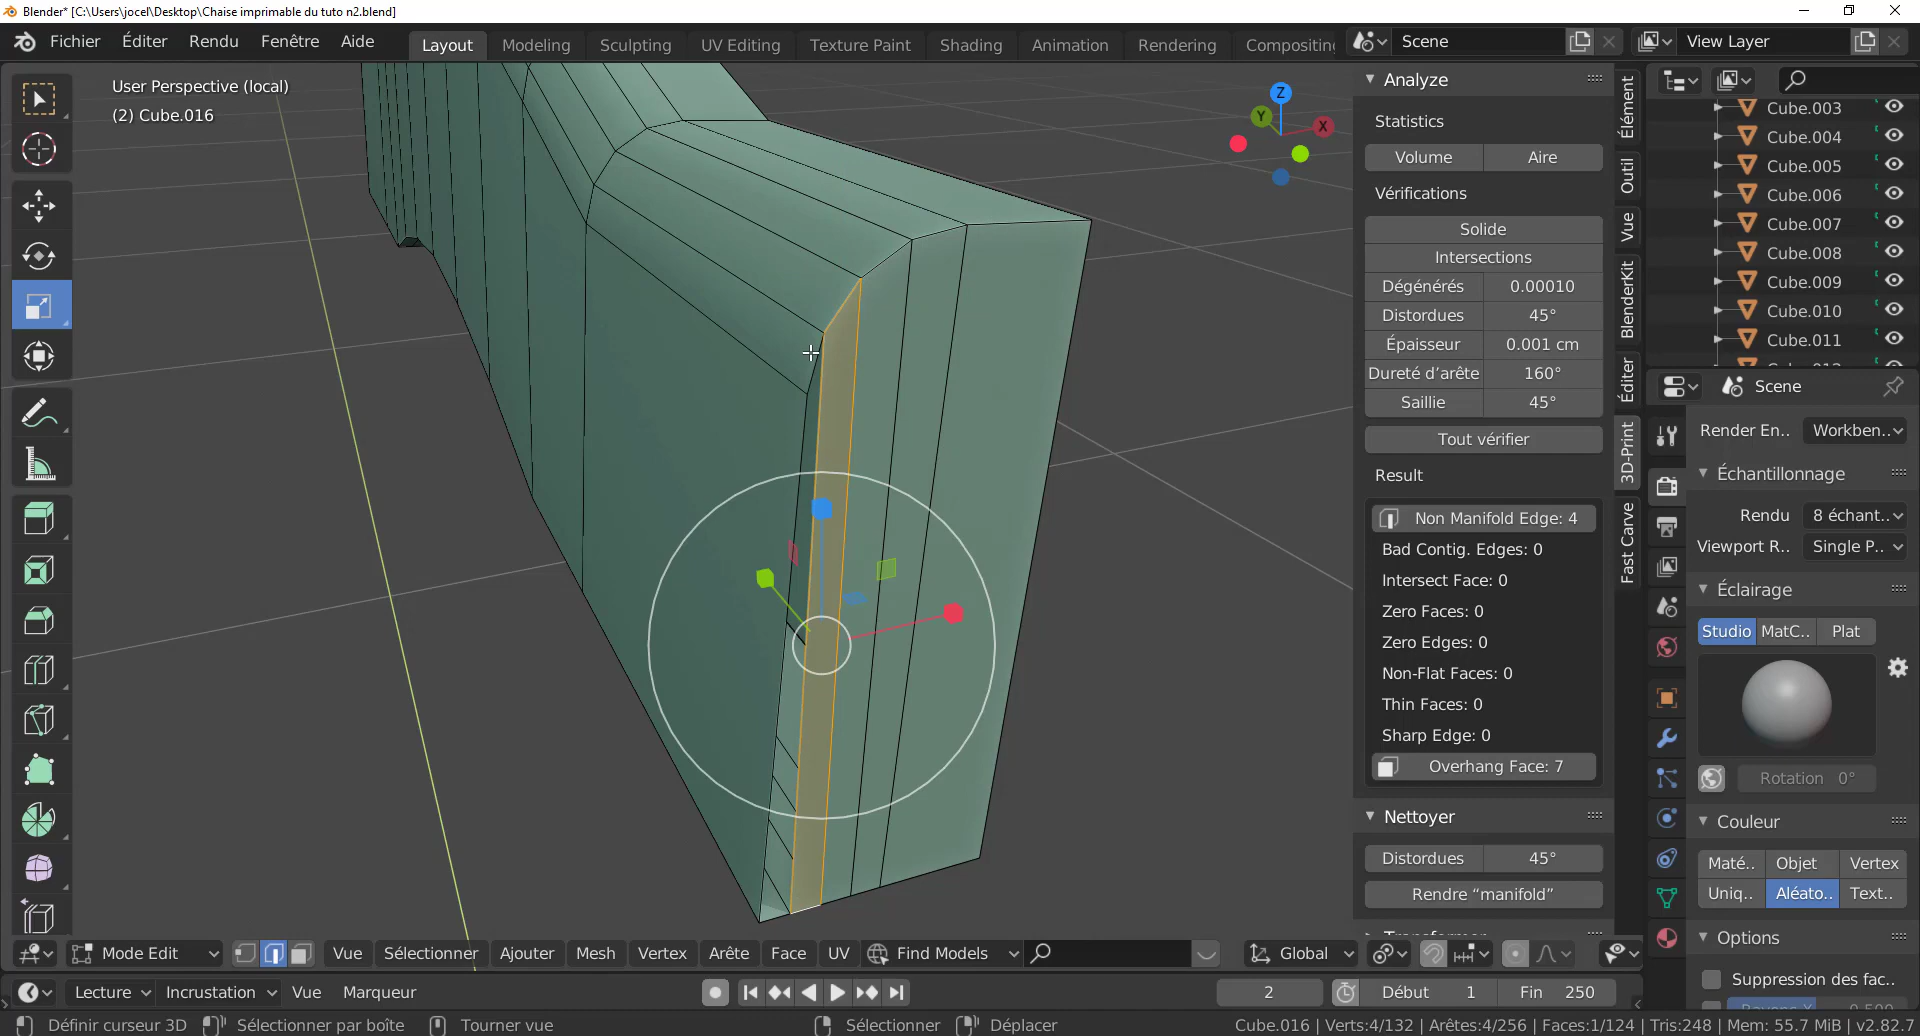 Blender* [C:\Users\jocel\Desktop\Chaise imprimable du tuto n2.blend]
Fichier Éditer Rendu Fenêtre Aide Layout Modeling Sculpting UV Editing Texture Paint Shading Animation Rendering Compositing Scene View Layer
User Perspective (local)
(2) Cube.016
Z
Y
X
Analyze
Statistics
Volume Aire
Vérifications
Solide
Intersections
Dégénérés 0.00010
Distordues 45°
Épaisseur 0.001 cm
Dureté d'arête 160°
Saillie 45°
Tout vérifier
Result
Non Manifold Edge: 4
Bad Contig. Edges: 0
Intersect Face: 0
Zero Faces: 0
Zero Edges: 0
Non-Flat Faces: 0
Thin Faces: 0
Sharp Edge: 0
Overhang Face: 7
Nettoyer
Distordues 45°
Rendre “manifold”
Élément
Outil
Vue
BlenderKit
Éditer
3D-Print
Fast Carve
Cube.003
Cube.004
Cube.005
Cube.006
Cube.007
Cube.008
Cube.009
Cube.010
Cube.011
Scene
Render En.. Workben..
Échantillonnage
Rendu 8 échant..
Viewport R.. Single P..
Éclairage
Studio MatC.. Plat
Rotation 0°
Couleur
Maté.. Objet Vertex
Uniq.. Aléato.. Text..
Options
Suppression des fac..
Mode Edit Vue Sélectionner Ajouter Mesh Vertex Arête Face UV Find Models Global
Lecture Incrustation Vue Marqueur 2 Début 1 Fin 250
Définir curseur 3D Sélectionner par boîte Tourner vue Sélectionner Déplacer Cube.016 | Verts:4/132 | Arêtes:4/256 | Faces:1/124 | Tris:248 | Mem: 55.7 MiB | v2.82.7